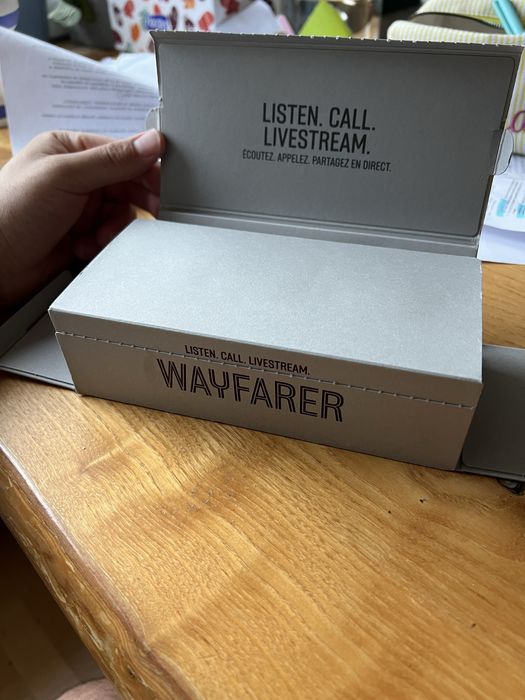 LISTEN. CALL.
LIVESTREAM.
ÉCOUTEZ. APPELEZ. PARTAGEZ EN DIRECT.
LISTEN. CALL. LIVESTREAM.
WAYFARER